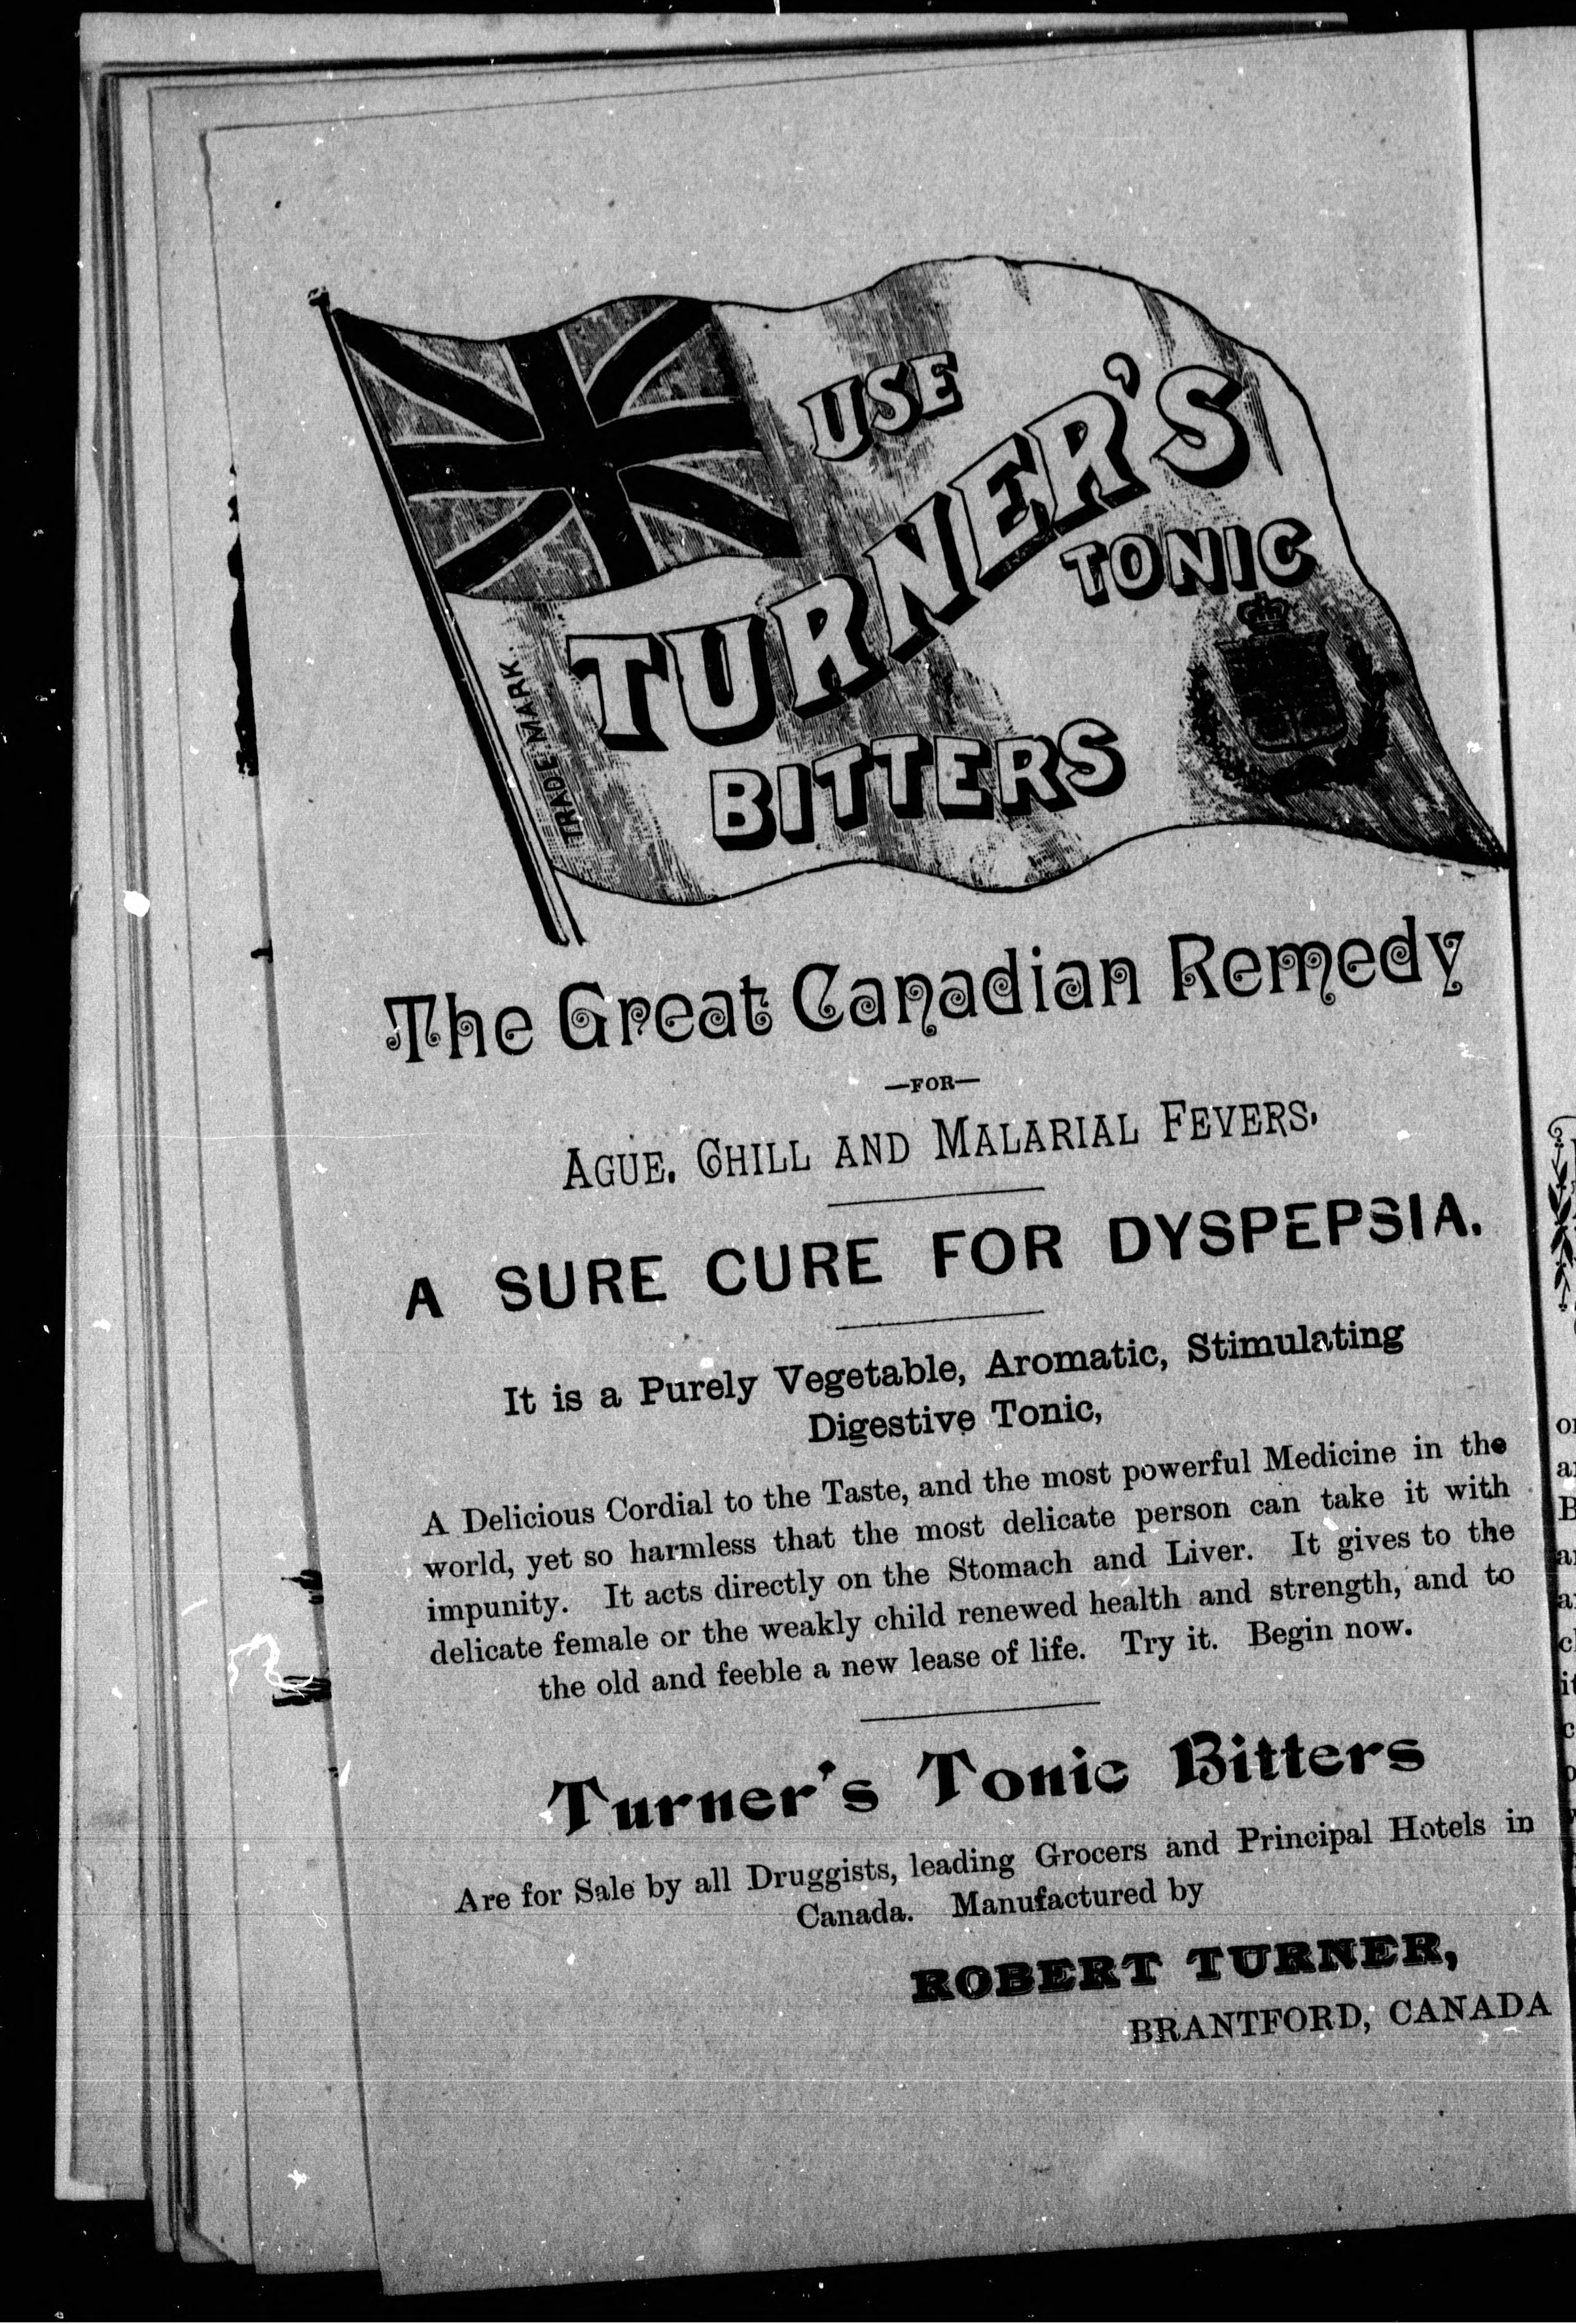 USE
TURNER'S
TONIC
BITTERS
TRADE MARK.
The Great Canadian Remedy
—FOR—
AGUE, CHILL AND MALARIAL FEVERS.
A SURE CURE FOR DYSPEPSIA.
It is a Purely Vegetable, Aromatic, Stimulating
Digestive Tonic,
A Delicious Cordial to the Taste, and the most powerful Medicine in the
world, yet so harmless that the most delicate person can take it with
impunity. It acts directly on the Stomach and Liver. It gives to the
delicate female or the weakly child renewed health and strength, and to
the old and feeble a new lease of life. Try it. Begin now.
Turner's Tonic Bitters
Are for Sale by all Druggists, leading Grocers and Principal Hotels in
Canada. Manufactured by
ROBERT TURNER,
BRANTFORD, CANADA